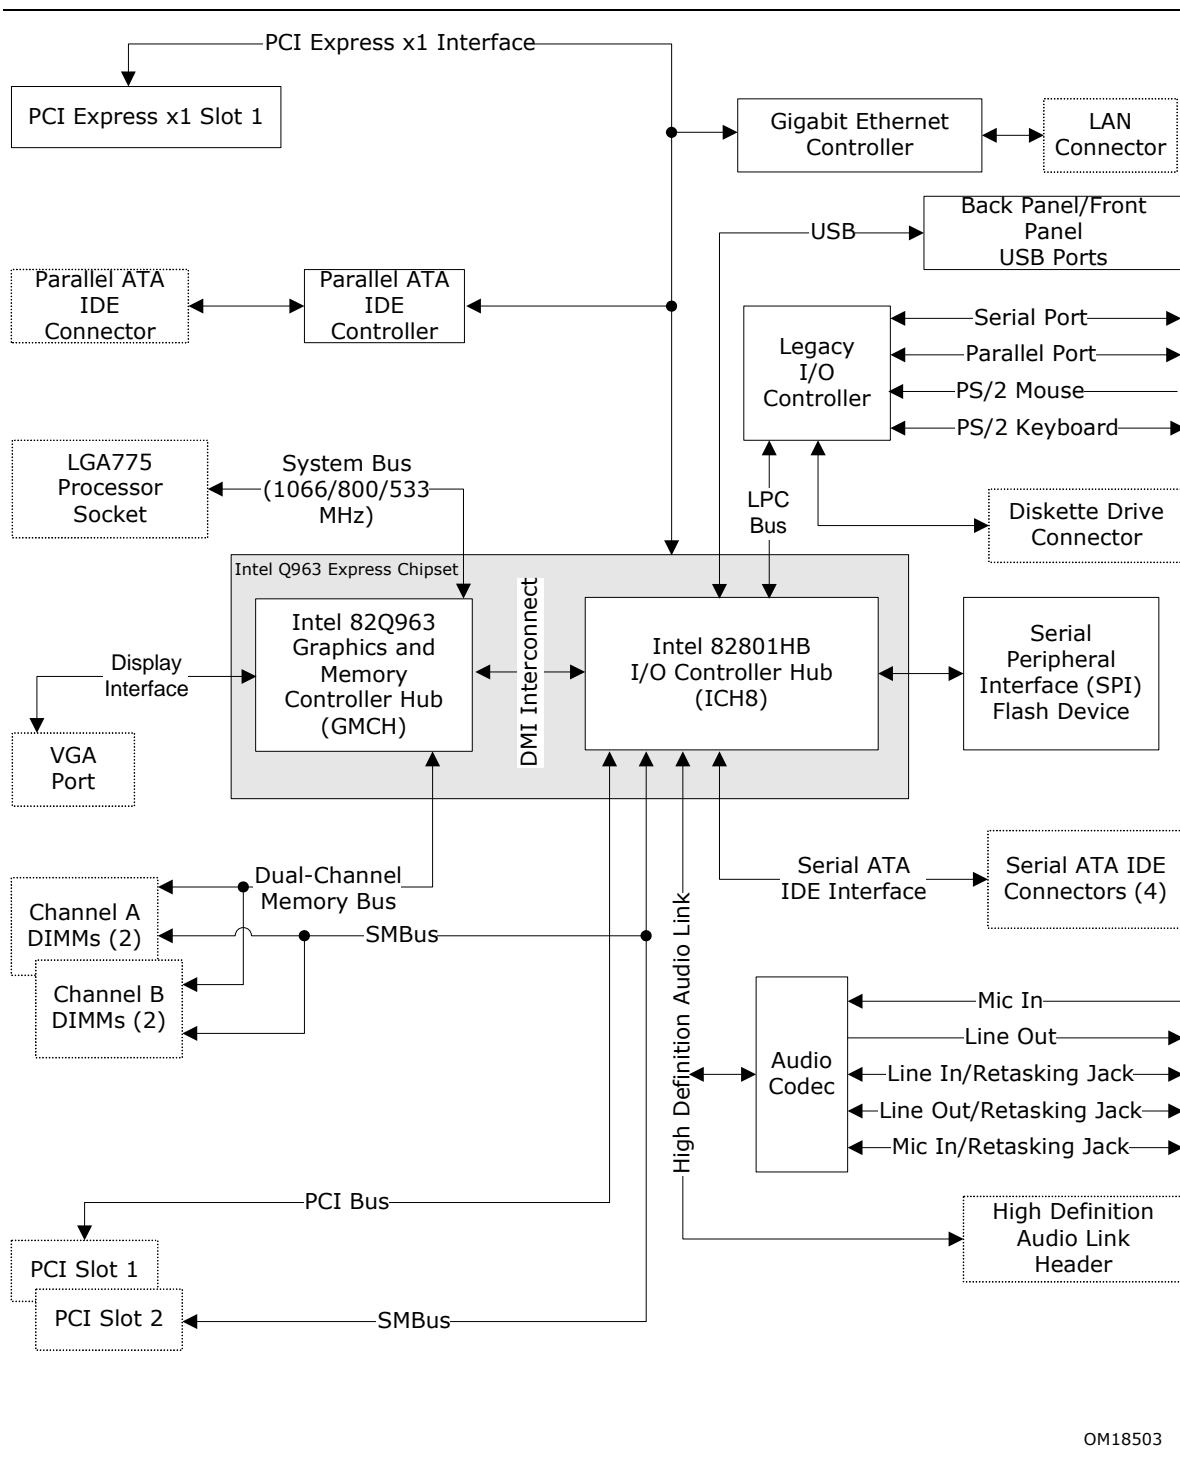 PCI Express x1 Interface
PCI Express x1 Slot 1
Gigabit Ethernet
Controller
LAN
Connector
USB
Back Panel/Front
Panel
USB Ports
Parallel ATA
IDE
Connector
Parallel ATA
IDE
Controller
Legacy
I/O
Controller
Serial Port
Parallel Port
PS/2 Mouse
PS/2 Keyboard
LGA775
Processor
Socket
System Bus
(1066/800/533
MHz)
LPC
Bus
Diskette Drive
Connector
Intel Q963 Express Chipset
Intel 82Q963
Graphics and
Memory
Controller Hub
(GMCH)
DMI Interconnect
Intel 82801HB
I/O Controller Hub
(ICH8)
Serial
Peripheral
Interface (SPI)
Flash Device
Display
Interface
VGA
Port
Dual-Channel
Memory Bus
Serial ATA
IDE Interface
Serial ATA IDE
Connectors (4)
Channel A
DIMMs (2)
SMBus
Channel B
DIMMs (2)
High Definition Audio Link
Audio
Codec
Mic In
Line Out
Line In/Retasking Jack
Line Out/Retasking Jack
Mic In/Retasking Jack
PCI Bus
High Definition
Audio Link
Header
PCI Slot 1
PCI Slot 2
SMBus
OM18503